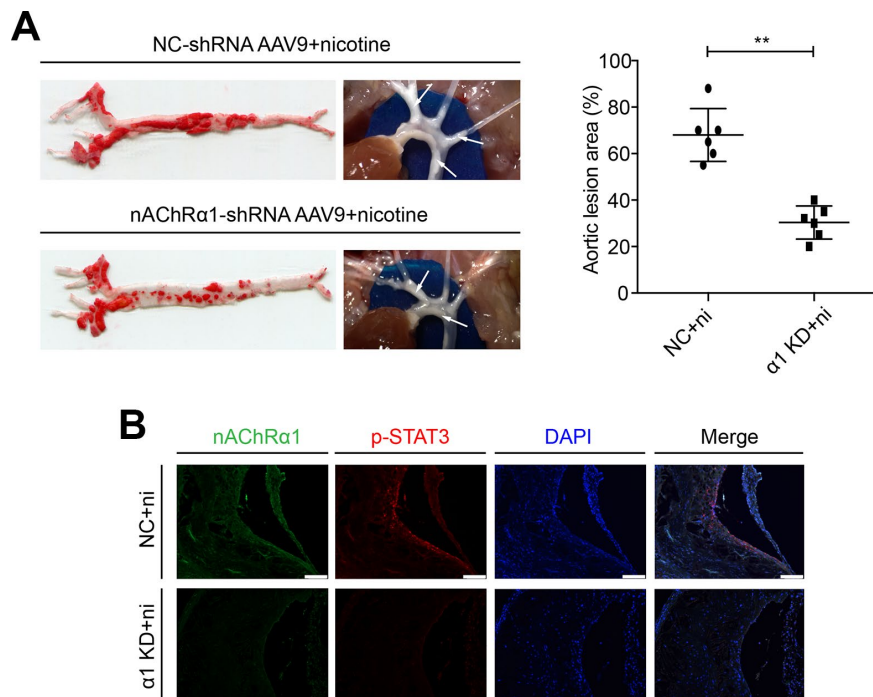 A
NC-shRNA AAV9+nicotine
nAChRα1-shRNA AAV9+nicotine
**
Aortic lesion area (%)
100
80
60
40
20
0
NC+ni
α1 KD+ni
B
nAChRα1
p-STAT3
DAPI
Merge
NC+ni
α1 KD+ni